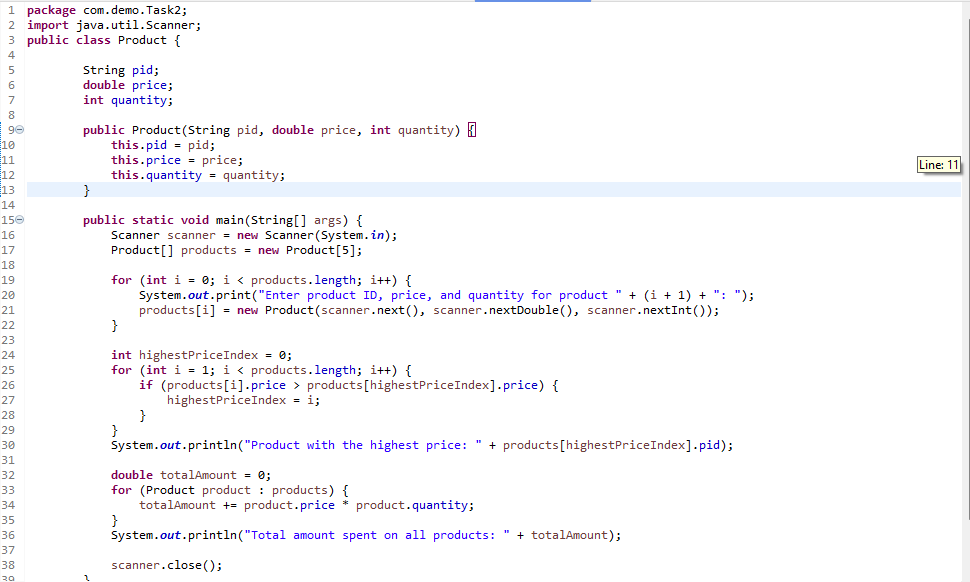 1 package com.demo.Task2;
2 import java.util.Scanner;
3 public class Product {
4
5 String pid;
6 double price;
7 int quantity;
8
9 public Product(String pid, double price, int quantity) {
10 this.pid = pid;
11 this.price = price;
Line: 11
12 this.quantity = quantity;
13 }
14
15 public static void main(String[] args) {
16 Scanner scanner = new Scanner(System.in);
17 Product[] products = new Product[5];
18
19 for (int i = 0; i < products.length; i++) {
20 System.out.print("Enter product ID, price, and quantity for product " + (i + 1) + ": ");
21 products[i] = new Product(scanner.next(), scanner.nextDouble(), scanner.nextInt());
22 }
23
24 int highestPriceIndex = 0;
25 for (int i = 1; i < products.length; i++) {
26 if (products[i].price > products[highestPriceIndex].price) {
27 highestPriceIndex = i;
28 }
29 }
30 System.out.println("Product with the highest price: " + products[highestPriceIndex].pid);
31
32 double totalAmount = 0;
33 for (Product product : products) {
34 totalAmount += product.price * product.quantity;
35 }
36 System.out.println("Total amount spent on all products: " + totalAmount);
37
38 scanner.close();
39 }